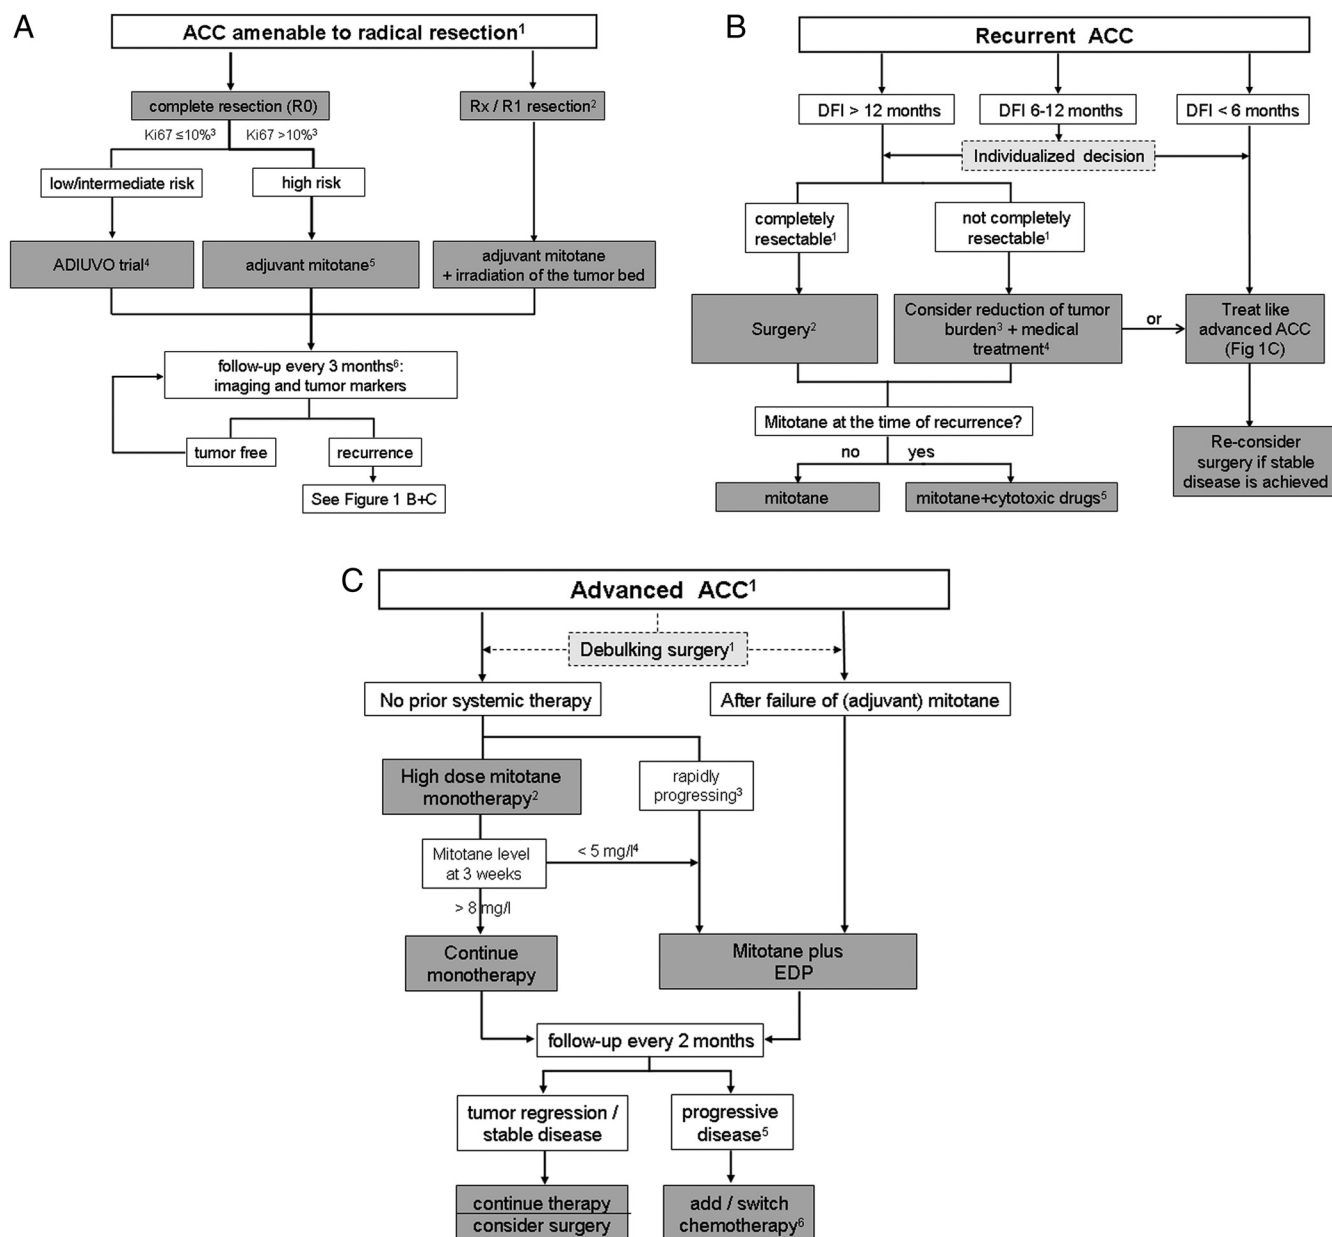 A
ACC amenable to radical resection¹
complete resection (R0)
Rx / R1 resection²
Ki67 ≤10%³
Ki67 >10%³
low/intermediate risk
high risk
ADIUVO trial⁴
adjuvant mitotane⁵
adjuvant mitotane
+ irradiation of the tumor bed
follow-up every 3 months⁶:
imaging and tumor markers
tumor free
recurrence
See Figure 1 B+C
B
Recurrent ACC
DFI > 12 months
DFI 6-12 months
DFI < 6 months
Individualized decision
completely
resectable¹
not completely
resectable¹
Surgery²
Consider reduction of tumor
burden³ + medical
treatment⁴
or
Treat like
advanced ACC
(Fig 1C)
Mitotane at the time of recurrence?
no
yes
mitotane
mitotane+cytotoxic drugs⁵
Re-consider
surgery if stable
disease is achieved
C
Advanced ACC¹
Debulking surgery¹
No prior systemic therapy
After failure of (adjuvant) mitotane
High dose mitotane
monotherapy²
rapidly
progressing³
Mitotane level
at 3 weeks
< 5 mg/l⁴
> 8 mg/l
Continue
monotherapy
Mitotane plus
EDP
follow-up every 2 months
tumor regression /
stable disease
progressive
disease⁵
continue therapy
consider surgery
add / switch
chemotherapy⁶